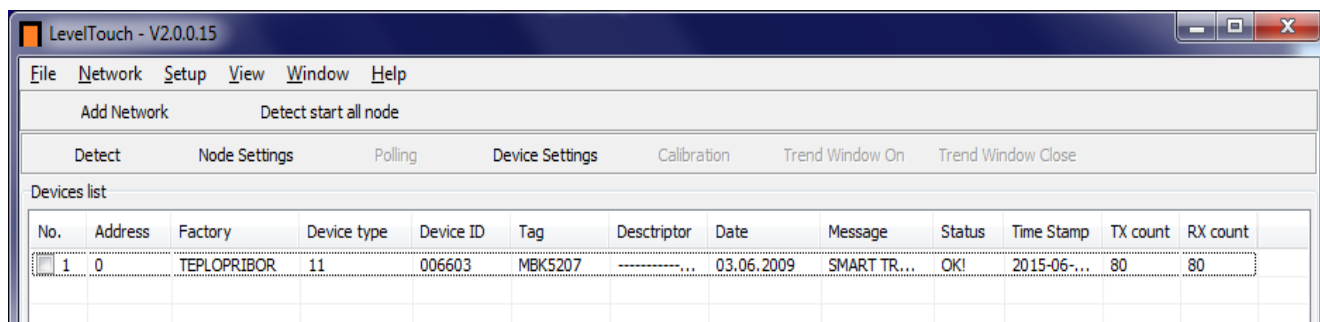 LevelTouch - V2.0.0.15
File Network Setup View Window Help
Add Network Detect start all node
Detect Node Settings Polling Device Settings Calibration Trend Window On Trend Window Close
Devices list
No. Address Factory Device type Device ID Tag Desctriptor Date Message Status Time Stamp TX count RX count
1 0 TEPLOPRIBOR 11 006603 MBK5207 -----------... 03.06.2009 SMART TR... OK! 2015-06-... 80 80